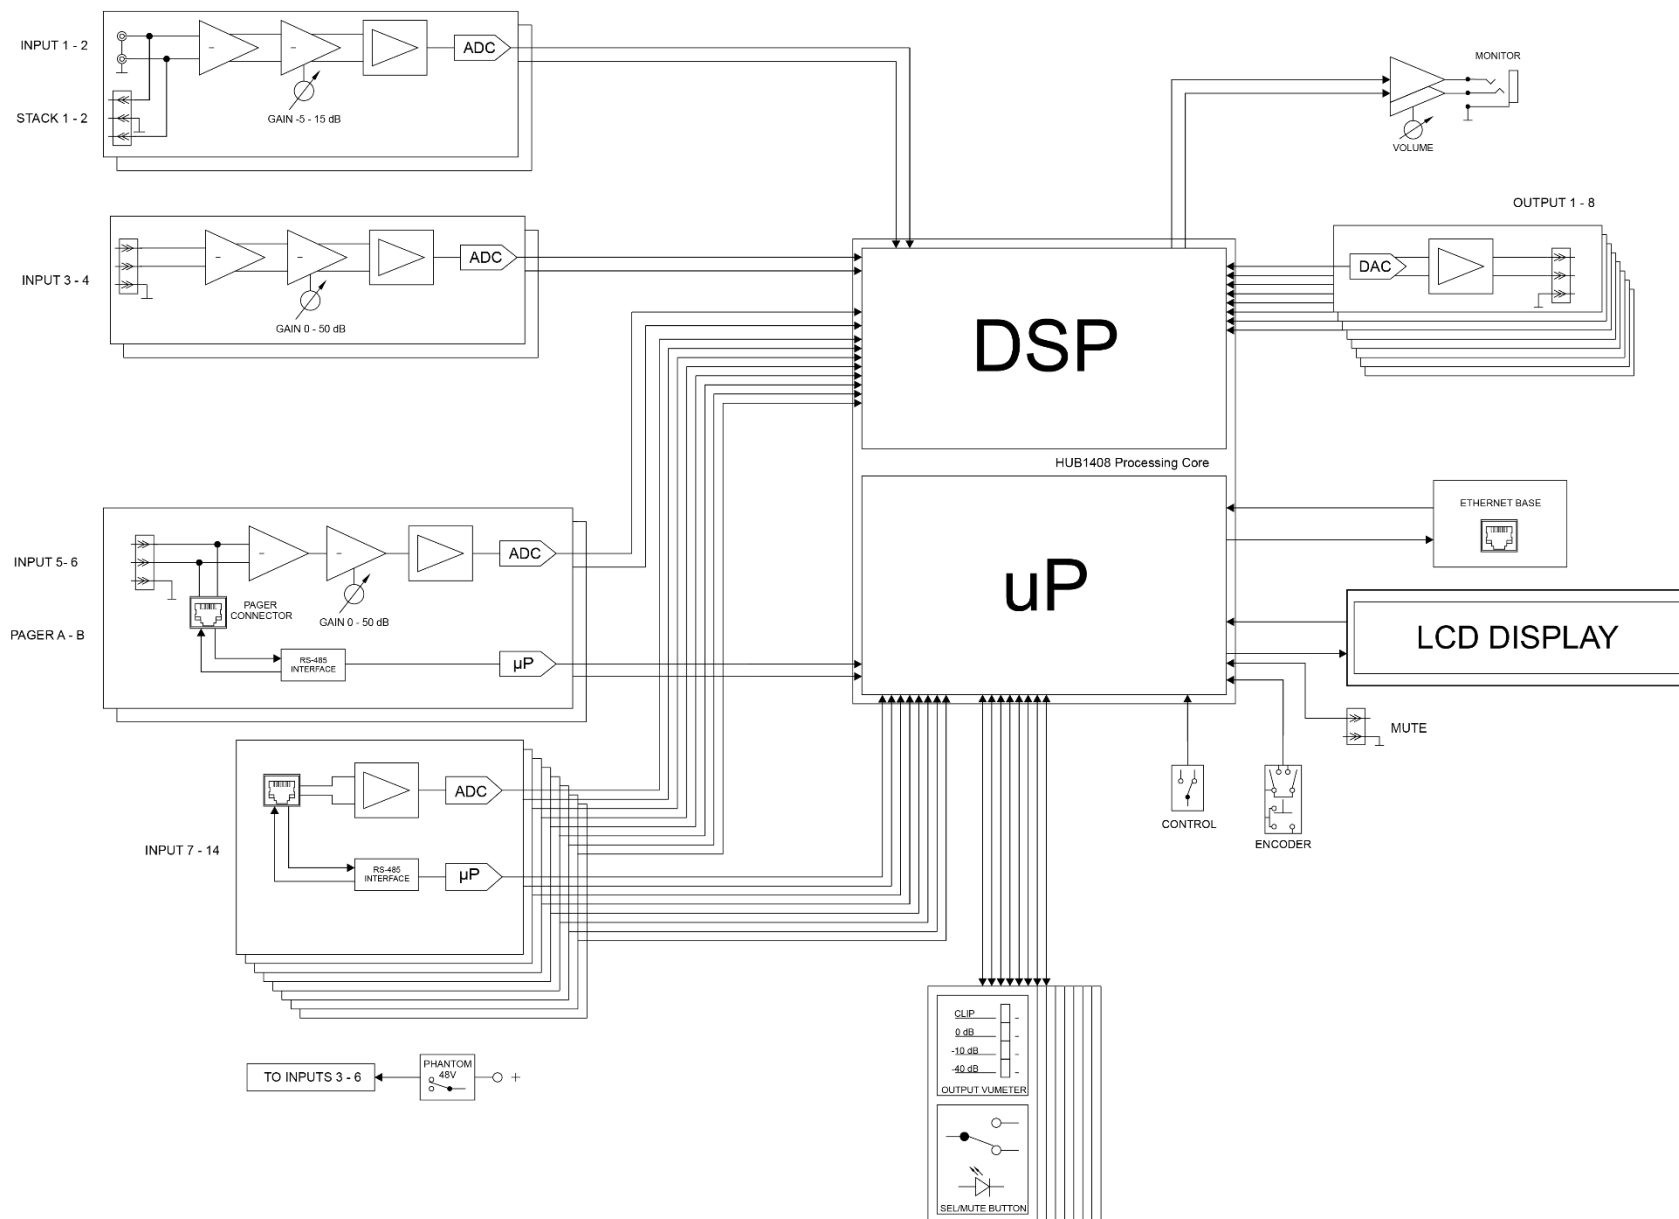 INPUT 1 - 2
STACK 1 - 2
GAIN -5 - 15 dB
ADC
MONITOR
VOLUME
INPUT 3 - 4
GAIN 0 - 50 dB
ADC
OUTPUT 1 - 8
DAC
DSP
HUB1408 Processing Core
uP
INPUT 5- 6
PAGER A - B
PAGER
CONNECTOR
GAIN 0 - 50 dB
ADC
RS-485
INTERFACE
µP
ETHERNET BASE
LCD DISPLAY
MUTE
CONTROL
ENCODER
INPUT 7 - 14
ADC
RS-485
INTERFACE
µP
TO INPUTS 3 - 6
PHANTOM
48V
+
CLIP
0 dB
-10 dB
-40 dB
OUTPUT VUMETER
SEL/MUTE BUTTON